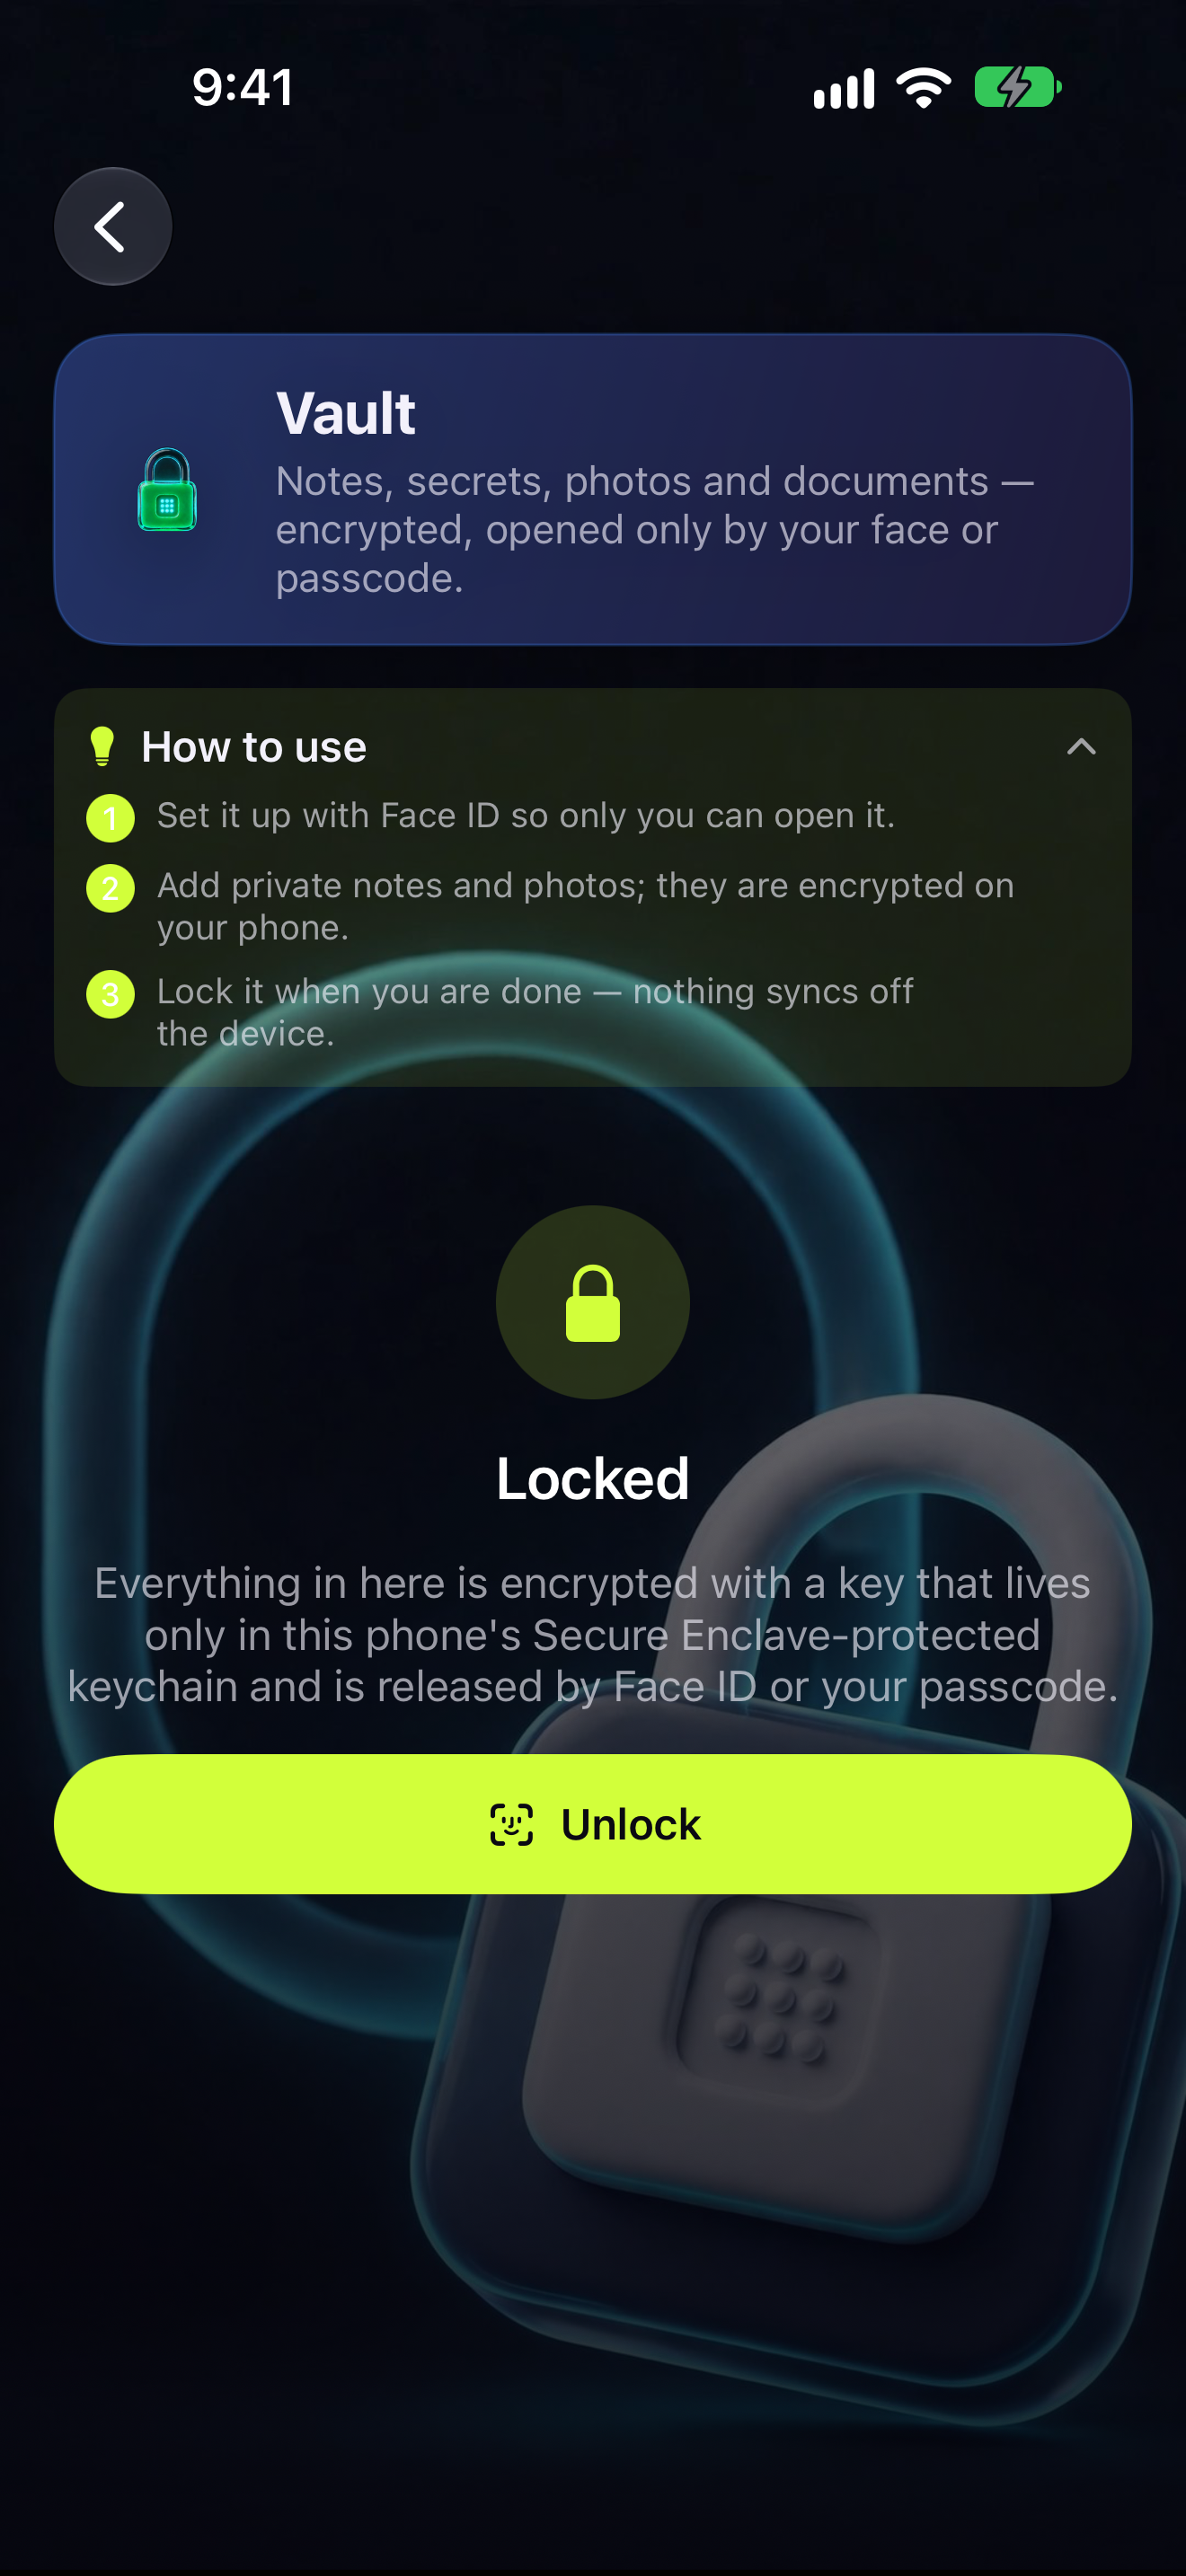 9:41
Vault
Notes, secrets, photos and documents —
encrypted, opened only by your face or
passcode.
How to use
1 Set it up with Face ID so only you can open it.
2 Add private notes and photos; they are encrypted on
your phone.
3 Lock it when you are done — nothing syncs off
the device.
Locked
Everything in here is encrypted with a key that lives
only in this phone's Secure Enclave-protected
keychain and is released by Face ID or your passcode.
Unlock